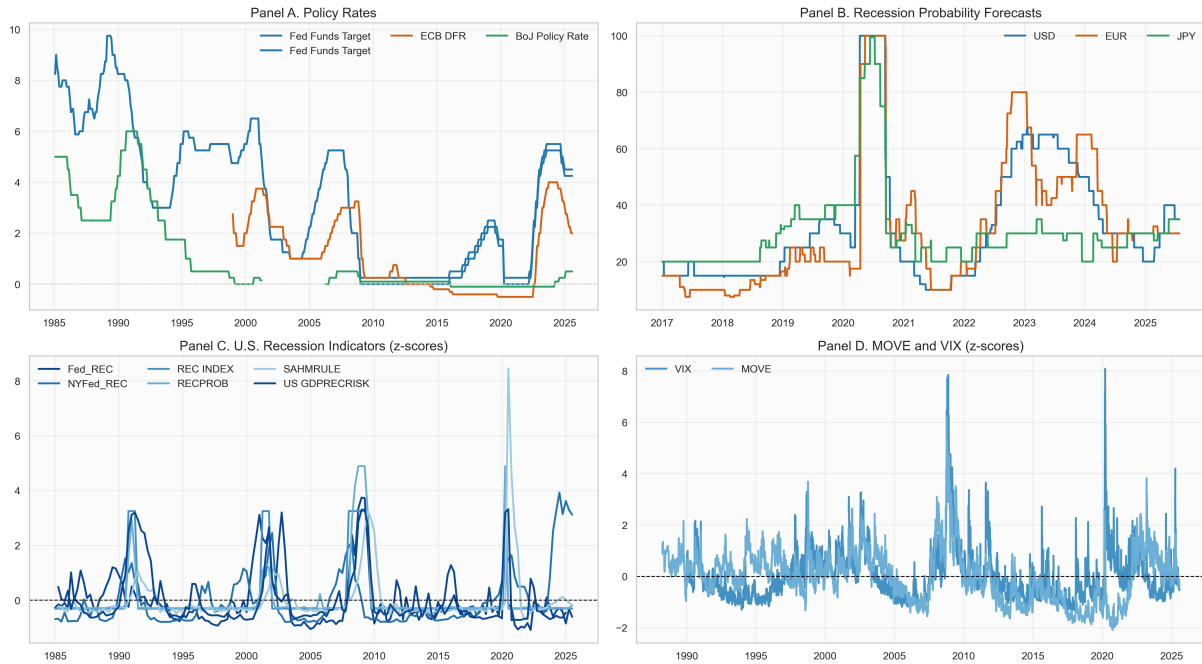 Panel A. Policy Rates
Fed Funds Target
Fed Funds Target
ECB DFR
BoJ Policy Rate
10
8
6
4
2
0
1985 1990 1995 2000 2005 2010 2015 2020 2025
Panel B. Recession Probability Forecasts
USD EUR JPY
100
80
60
40
20
2017 2018 2019 2020 2021 2022 2023 2024 2025
Panel C. U.S. Recession Indicators (z-scores)
Fed_REC REC INDEX SAHMRULE
NYFed_REC RECPROB US GDPRECRISK
8
6
4
2
0
1985 1990 1995 2000 2005 2010 2015 2020 2025
Panel D. MOVE and VIX (z-scores)
VIX MOVE
8
6
4
2
0
−2
1990 1995 2000 2005 2010 2015 2020 2025